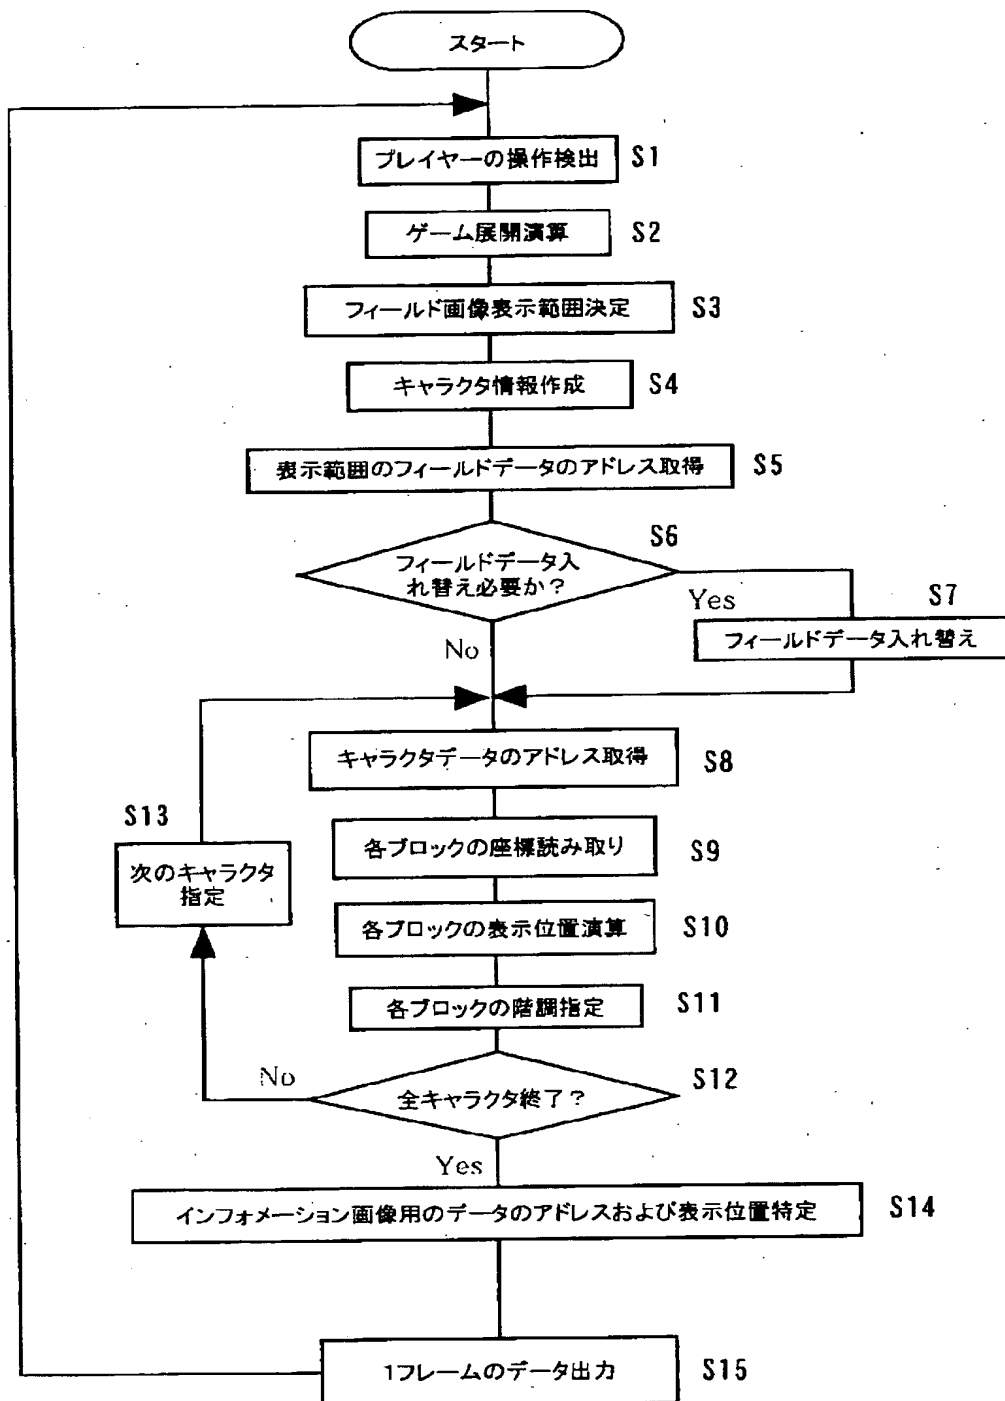 スタート
プレイヤーの操作検出 S1
ゲーム展開演算 S2
フィールド画像表示範囲決定 S3
キャラクタ情報作成 S4
表示範囲のフィールドデータのアドレス取得 S5
S6
フィールドデータ入
れ替え必要か？
Yes
S7
フィールドデータ入れ替え
No
キャラクタデータのアドレス取得 S8
S13
次のキャラクタ
指定
各ブロックの座標読み取り S9
各ブロックの表示位置演算 S10
各ブロックの階調指定 S11
No
全キャラクタ終了？ S12
Yes
インフォメーション画像用のデータのアドレスおよび表示位置特定 S14
1フレームのデータ出力 S15